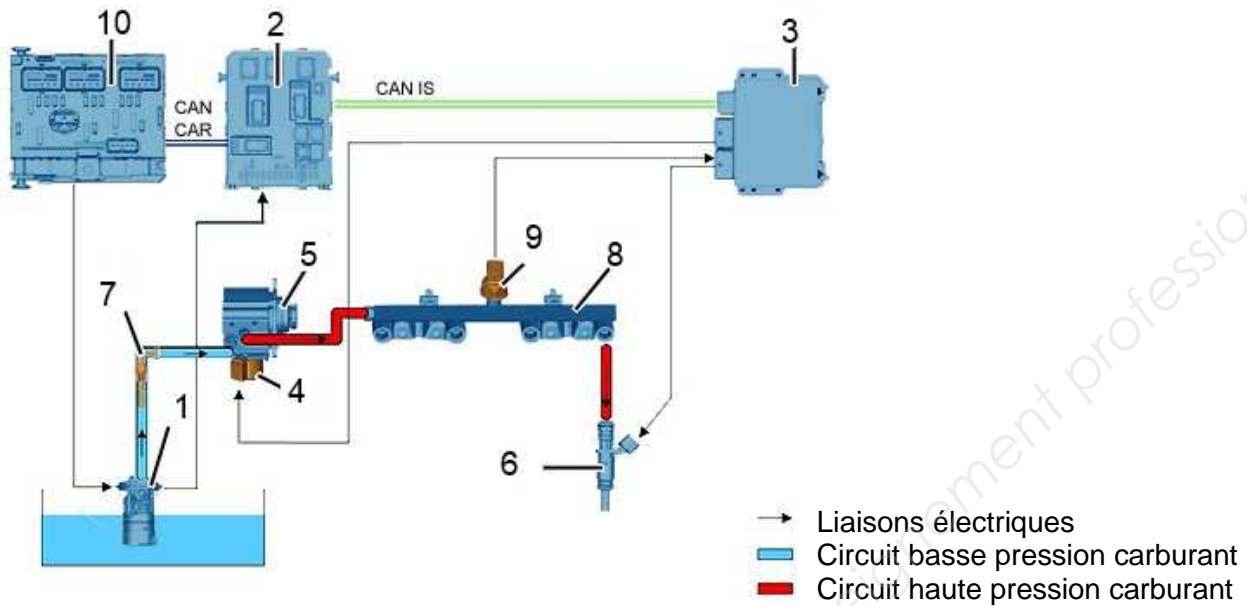 10
2
3
CAN IS
CAN
CAR
9
5
8
7
4
1
6
Liaisons électriques
Circuit basse pression carburant
Circuit haute pression carburant